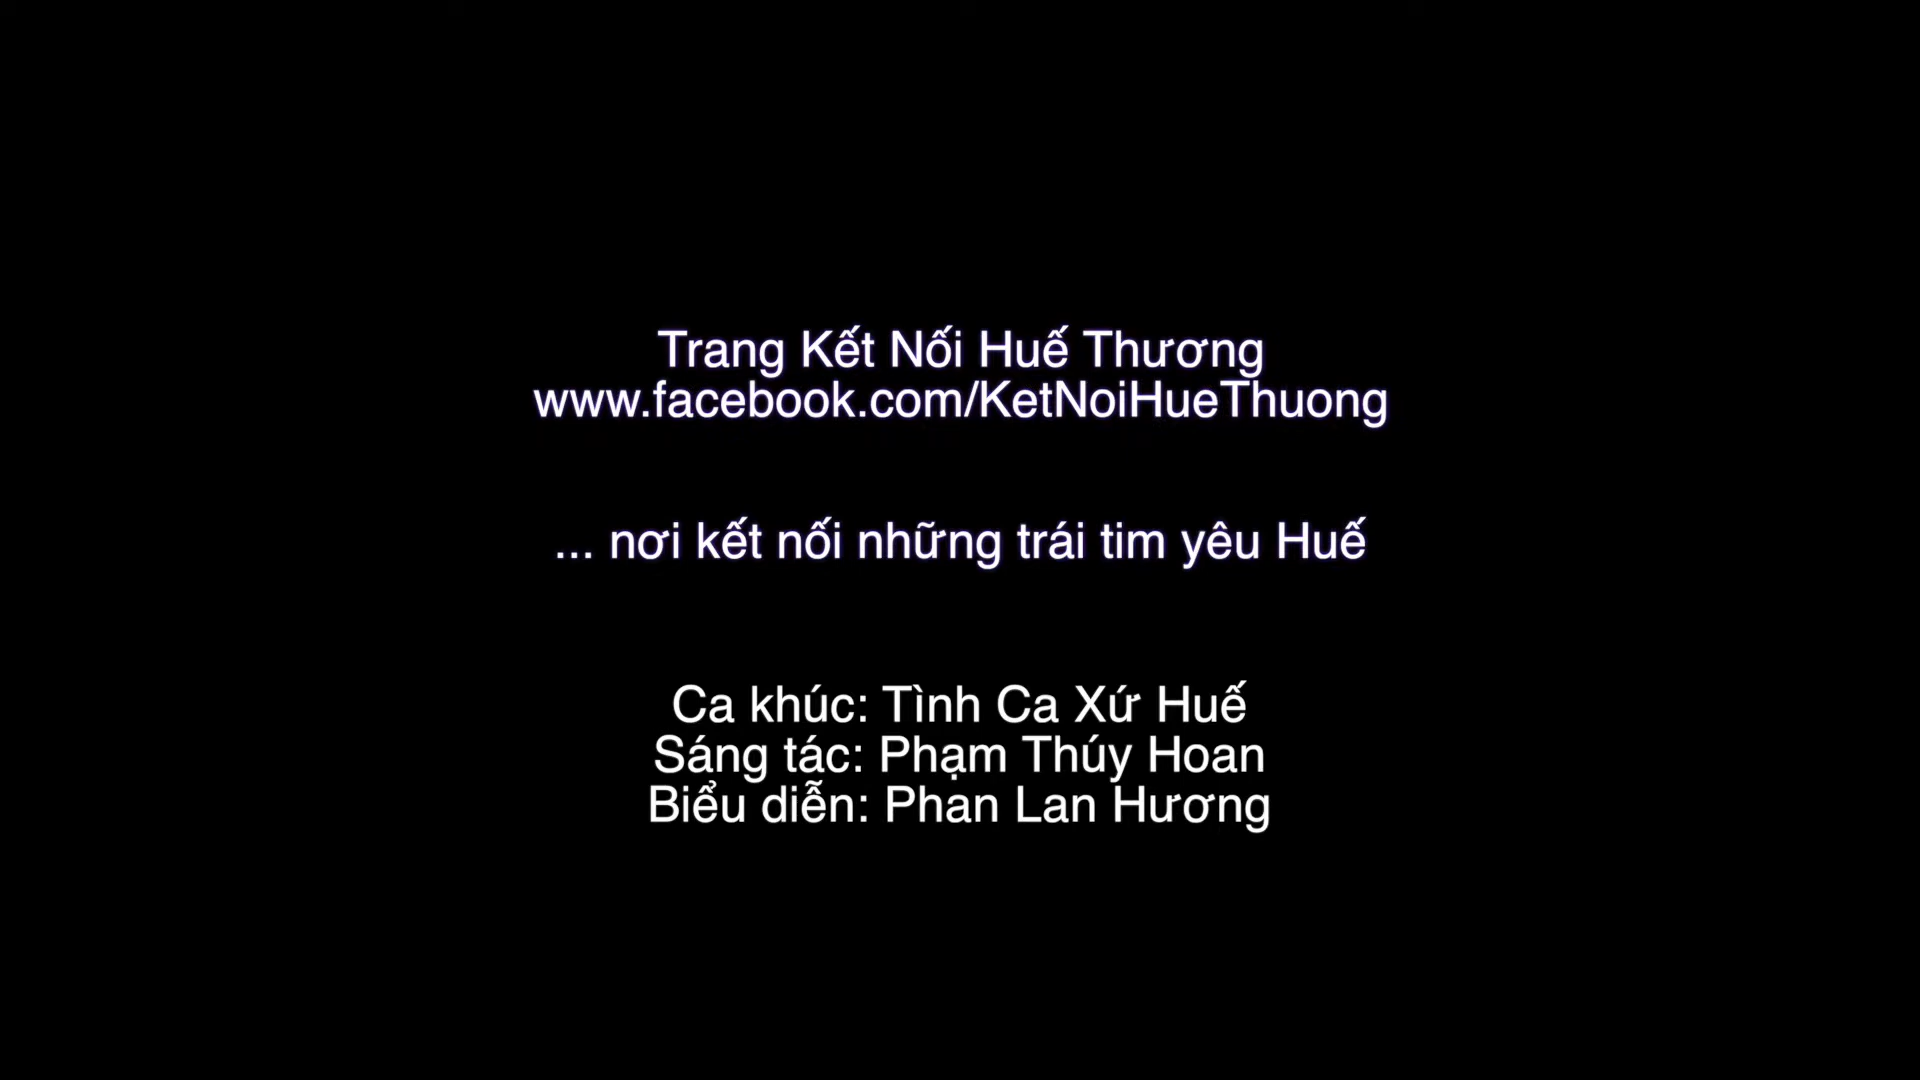 Trang Kết Nối Huế Thương
www.facebook.com/KetNoiHueThuong
... nơi kết nối những trái tim yêu Huế
Ca khúc: Tình Ca Xứ Huế
Sáng tác: Phạm Thúy Hoan
Biểu diễn: Phan Lan Hương